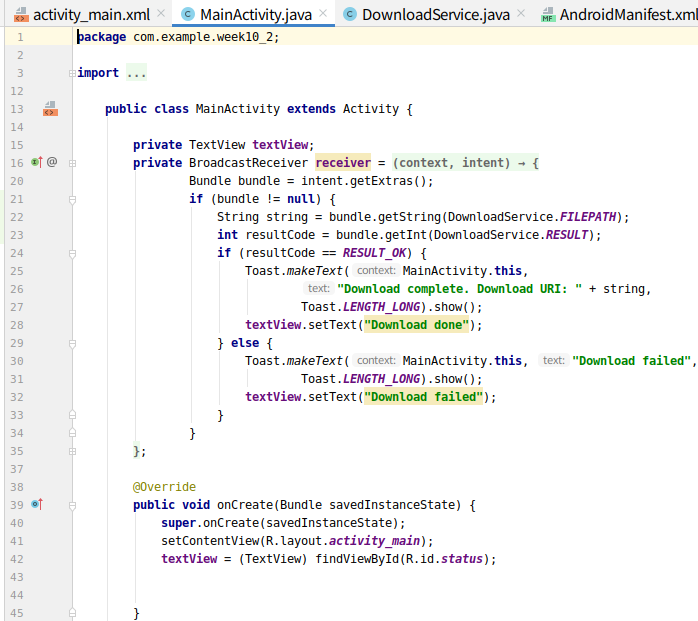 activity_main.xml × MainActivity.java × DownloadService.java × AndroidManifest.xml
1 package com.example.week10_2;
2
3 import ...
12
13 public class MainActivity extends Activity {
14
15 private TextView textView;
16 @ private BroadcastReceiver receiver = (context, intent) → {
20 Bundle bundle = intent.getExtras();
21 if (bundle != null) {
22 String string = bundle.getString(DownloadService.FILEPATH);
23 int resultCode = bundle.getInt(DownloadService.RESULT);
24 if (resultCode == RESULT_OK) {
25 Toast.makeText( context: MainActivity.this,
26 text: "Download complete. Download URI: " + string,
27 Toast.LENGTH_LONG).show();
28 textView.setText("Download done");
29 } else {
30 Toast.makeText( context: MainActivity.this, text: "Download failed",
31 Toast.LENGTH_LONG).show();
32 textView.setText("Download failed");
33 }
34 }
35 };
37
38 @Override
39 public void onCreate(Bundle savedInstanceState) {
40 super.onCreate(savedInstanceState);
41 setContentView(R.layout.activity_main);
42 textView = (TextView) findViewById(R.id.status);
43
44
45 }